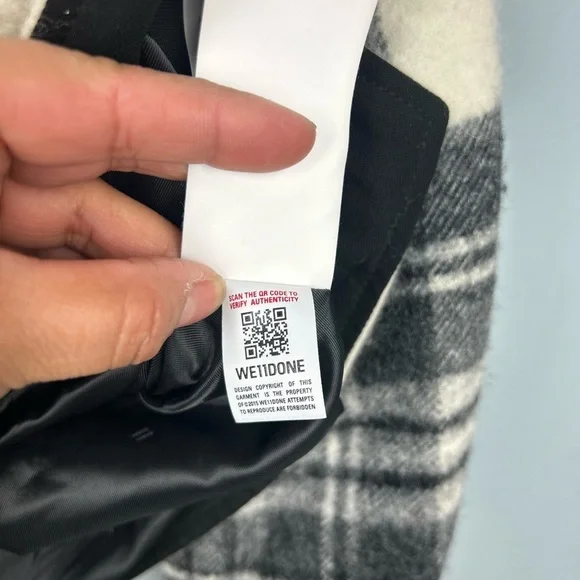 SCAN THE QR CODE TO
VERIFY AUTHENTICITY
WE11DONE
DESIGN COPYRIGHT OF THIS
GARMENT IS THE PROPERTY
OF ©2015 WE11DONE ATTEMPTS
TO REPRODUCE ARE FORBIDDEN